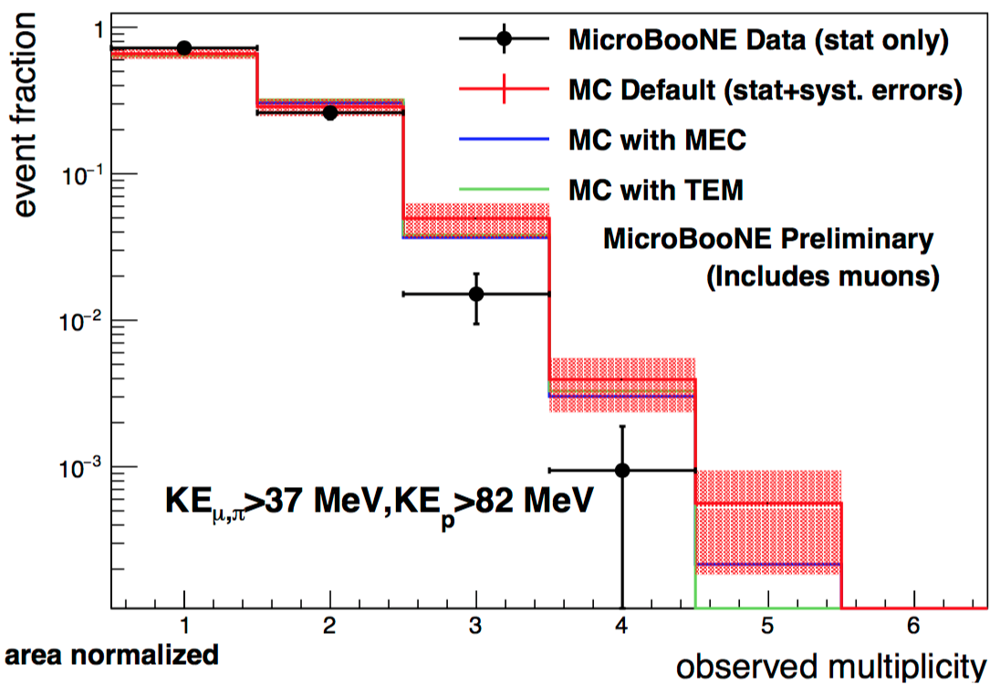 event fraction
1
10⁻¹
10⁻²
10⁻³
MicroBooNE Data (stat only)
MC Default (stat+syst. errors)
MC with MEC
MC with TEM
MicroBooNE Preliminary
(Includes muons)
KE_μ,π>37 MeV,KE_p>82 MeV
1 2 3 4 5 6
area normalized
observed multiplicity